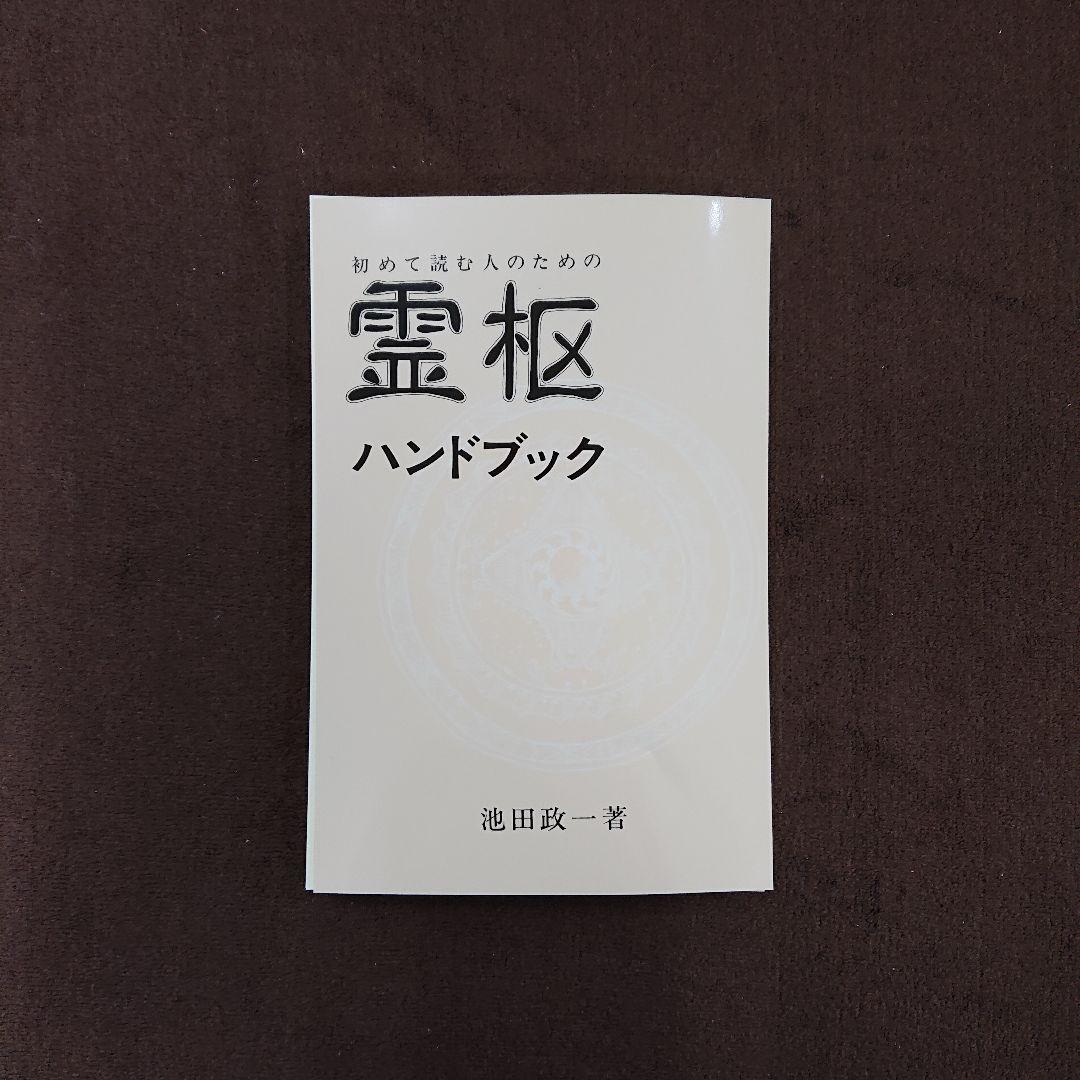 初めて読む人のための
霊枢
ハンドブック
池田政一著